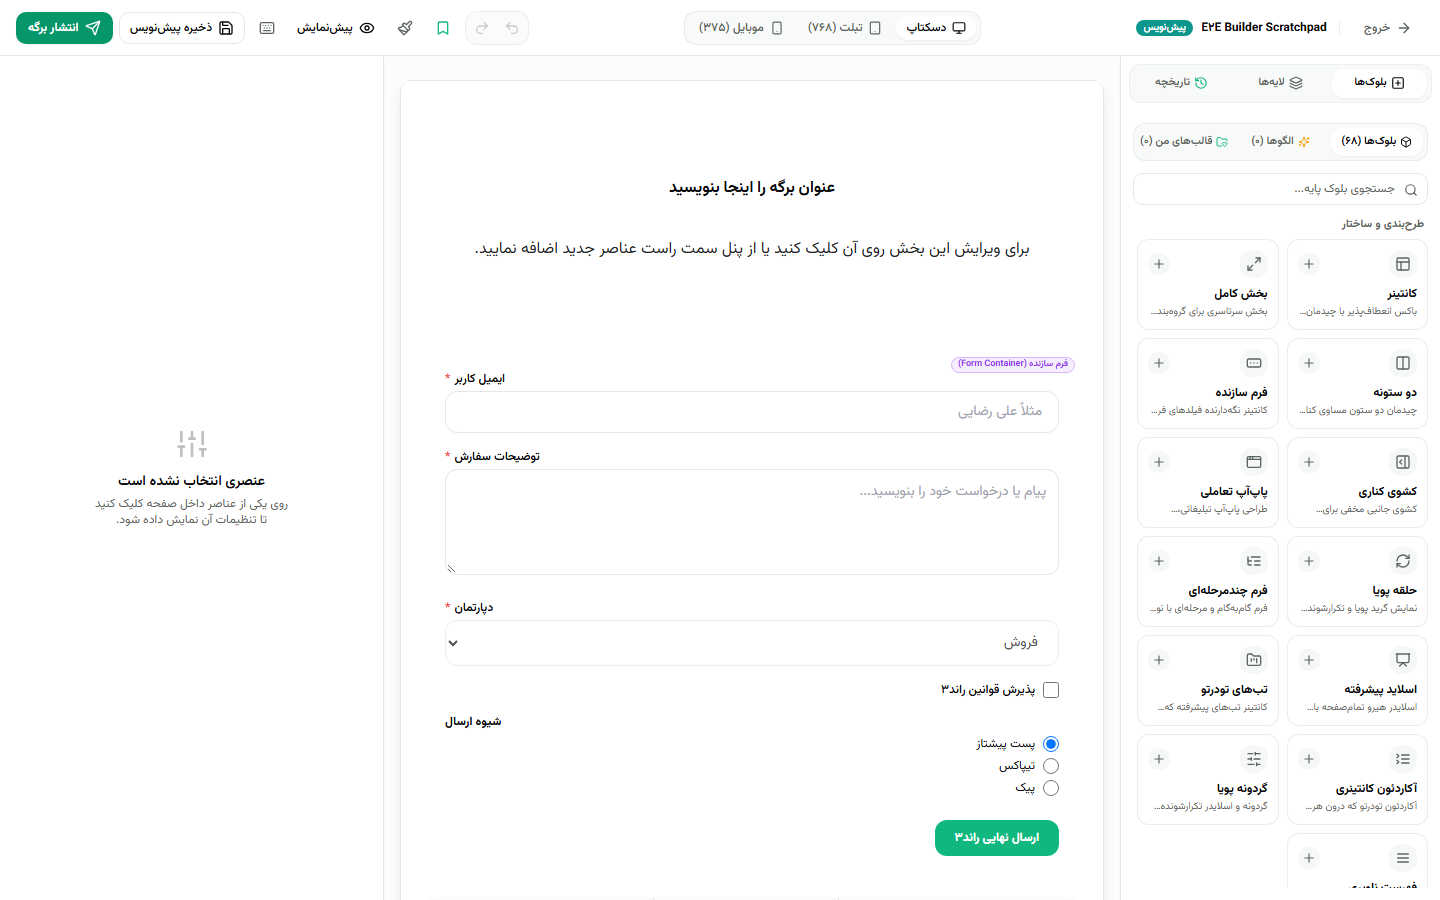 خروج
E۲E Builder Scratchpad
پیش‌نویس
دسکتاپ
تبلت (۷۶۸)
موبایل (۳۷۵)
پیش‌نمایش
ذخیره پیش‌نویس
انتشار برگه
بلوک‌ها
لایه‌ها
تاریخچه
بلوک‌ها (۶۸)
الگوها (۰)
قالب‌های من (۰)
جستجوی بلوک پایه...
طرح‌بندی و ساختار
کانتینر
باکس انعطاف‌پذیر با چیدمان...
بخش کامل
بخش سرتاسری برای گروه‌بند...
دو ستونه
چیدمان دو ستون مساوی کنا...
فرم سازنده
کانتینر نگه‌دارنده فیلدهای فر...
کشوی کناری
کشوی جانبی مخفی برای...
پاپ‌آپ تعاملی
طراحی پاپ‌آپ تبلیغاتی،...
حلقه پویا
نمایش گرید پویا و تکرارشوند...
فرم چندمرحله‌ای
فرم گام‌به‌گام و مرحله‌ای با نو...
اسلاید پیشرفته
اسلایدر هیرو تمام‌صفحه با...
تب‌های تودرتو
کانتینر تب‌های پیشرفته که...
آکاردئون کانتینری
آکاردئون تودرتو که درون هر...
گردونه پویا
گردونه و اسلایدر تکرارشونده...
عنوان برگه را اینجا بنویسید
برای ویرایش این بخش روی آن کلیک کنید یا از پنل سمت راست عناصر جدید اضافه نمایید.
فرم سازنده (Form Container)
ایمیل کاربر *
مثلاً علی رضایی
توضیحات سفارش *
پیام یا درخواست خود را بنویسید...
دپارتمان *
فروش
پذیرش قوانین راند۳
شیوه ارسال
پست پیشتاز
تیپاکس
پیک
ارسال نهایی راند۳
عنصری انتخاب نشده است
روی یکی از عناصر داخل صفحه کلیک کنید
تا تنظیمات آن نمایش داده شود.